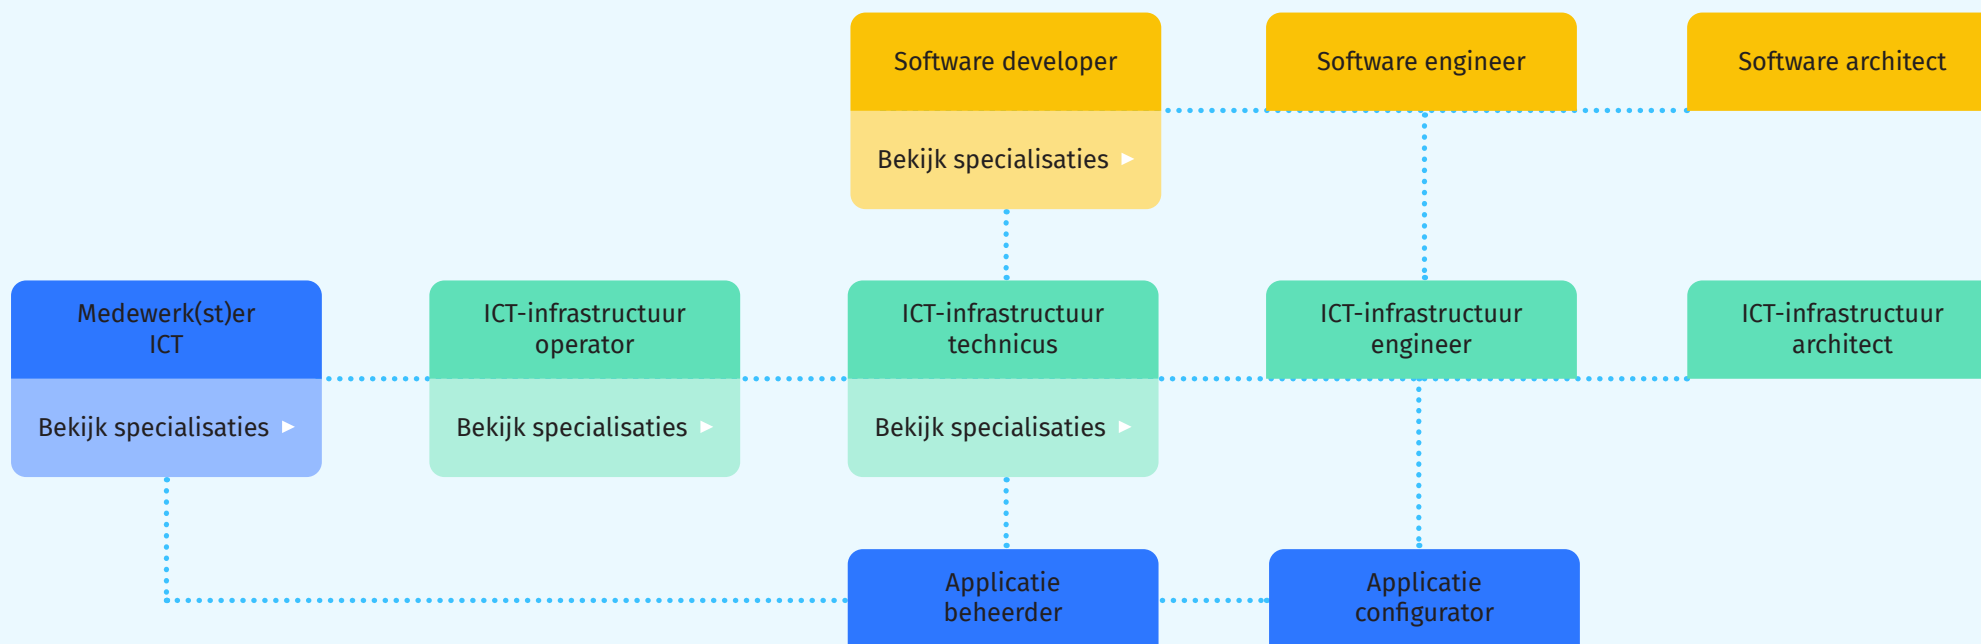 Software developer
Software engineer
Software architect
Bekijk specialisaties
Medewerk(st)er
ICT
ICT-infrastructuur
operator
ICT-infrastructuur
technicus
ICT-infrastructuur
engineer
ICT-infrastructuur
architect
Bekijk specialisaties
Bekijk specialisaties
Bekijk specialisaties
Applicatie
beheerder
Applicatie
configurator